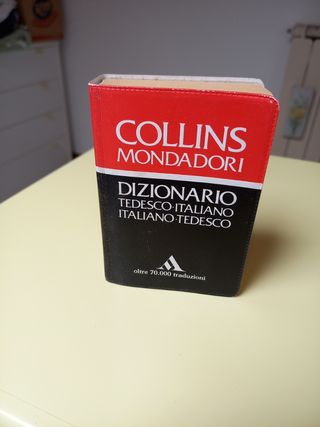 COLLINS
MONDADORI
DIZIONARIO
TEDESCO·ITALIANO
ITALIANO·TEDESCO
oltre 70.000 traduzioni